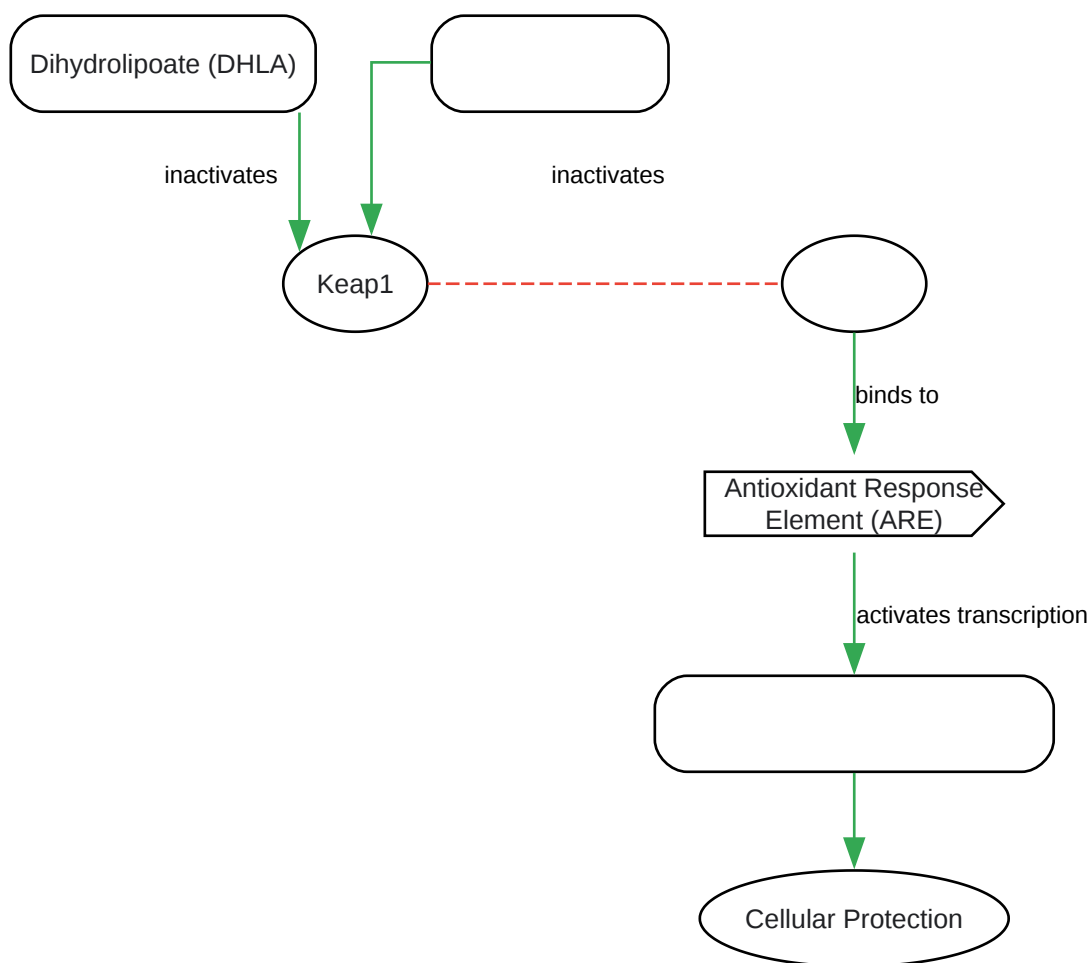 Dihydrolipoate (DHLA)
inactivates
inactivates
Keap1
binds to
Antioxidant Response
Element (ARE)
activates transcription
Cellular Protection